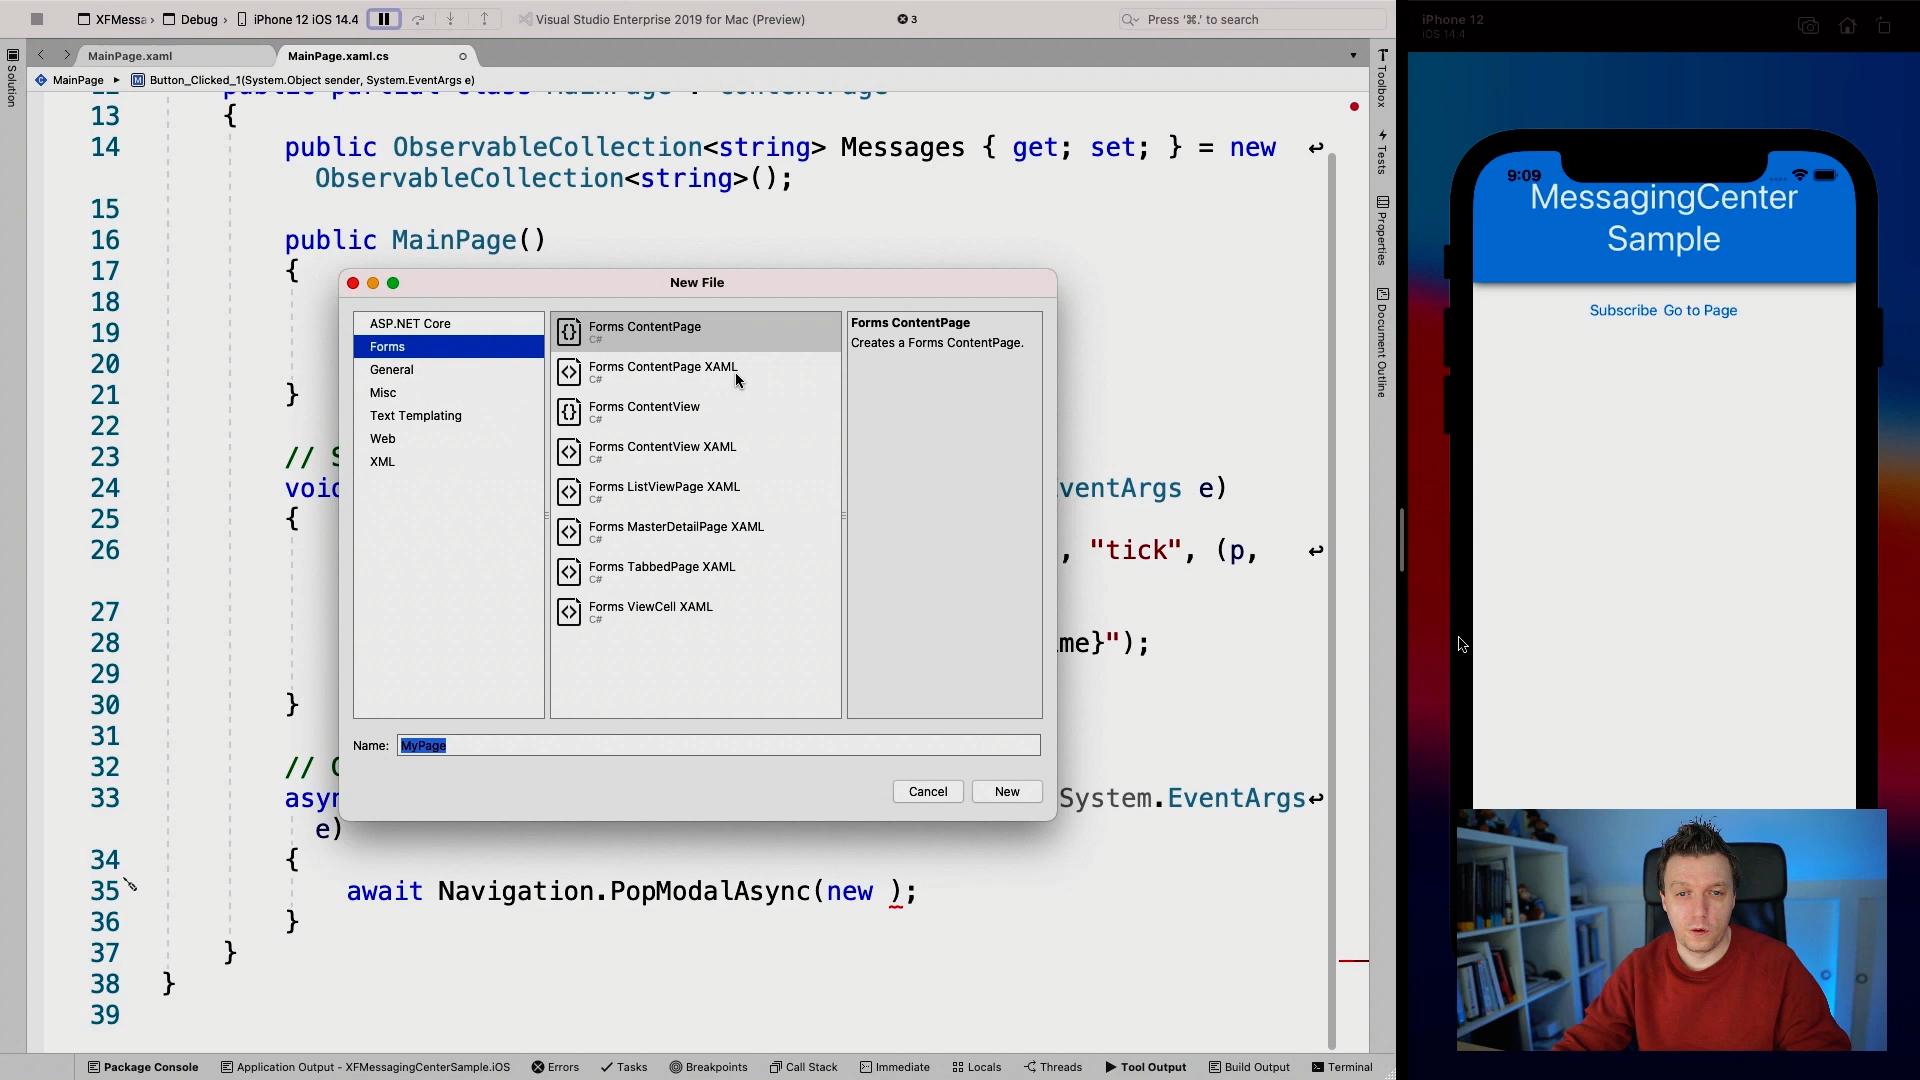 XFMessa › Debug › iPhone 12 iOS 14.4
Visual Studio Enterprise 2019 for Mac (Preview)
3
Press '⌘.' to search
iPhone 12
iOS 14.4
MainPage.xaml
MainPage.xaml.cs
MainPage ▸ Button_Clicked_1(System.Object sender, System.EventArgs e)
Solution
Toolbox
Tests
Properties
Document Outline
13 {
14 public ObservableCollection<string> Messages { get; set; } = new
ObservableCollection<string>();
15
16 public MainPage()
17 {
18
19
20
21 }
22
23 //
24 void EventArgs e)
25 {
26 , "tick", (p,
27
28 me}");
29
30 }
31
32 //
33 asyn System.EventArgs
e)
34 {
35 await Navigation.PopModalAsync(new );
36 }
37 }
38 }
39
New File
ASP.NET Core
Forms
General
Misc
Text Templating
Web
XML
Forms ContentPage
C#
Forms ContentPage XAML
C#
Forms ContentView
C#
Forms ContentView XAML
C#
Forms ListViewPage XAML
C#
Forms MasterDetailPage XAML
C#
Forms TabbedPage XAML
C#
Forms ViewCell XAML
C#
Forms ContentPage
Creates a Forms ContentPage.
Name: MyPage
Cancel
New
9:09
MessagingCenter
Sample
Subscribe Go to Page
Package Console
Application Output - XFMessagingCenterSample.iOS
Errors
Tasks
Breakpoints
Call Stack
Immediate
Locals
Threads
Tool Output
Build Output
Terminal